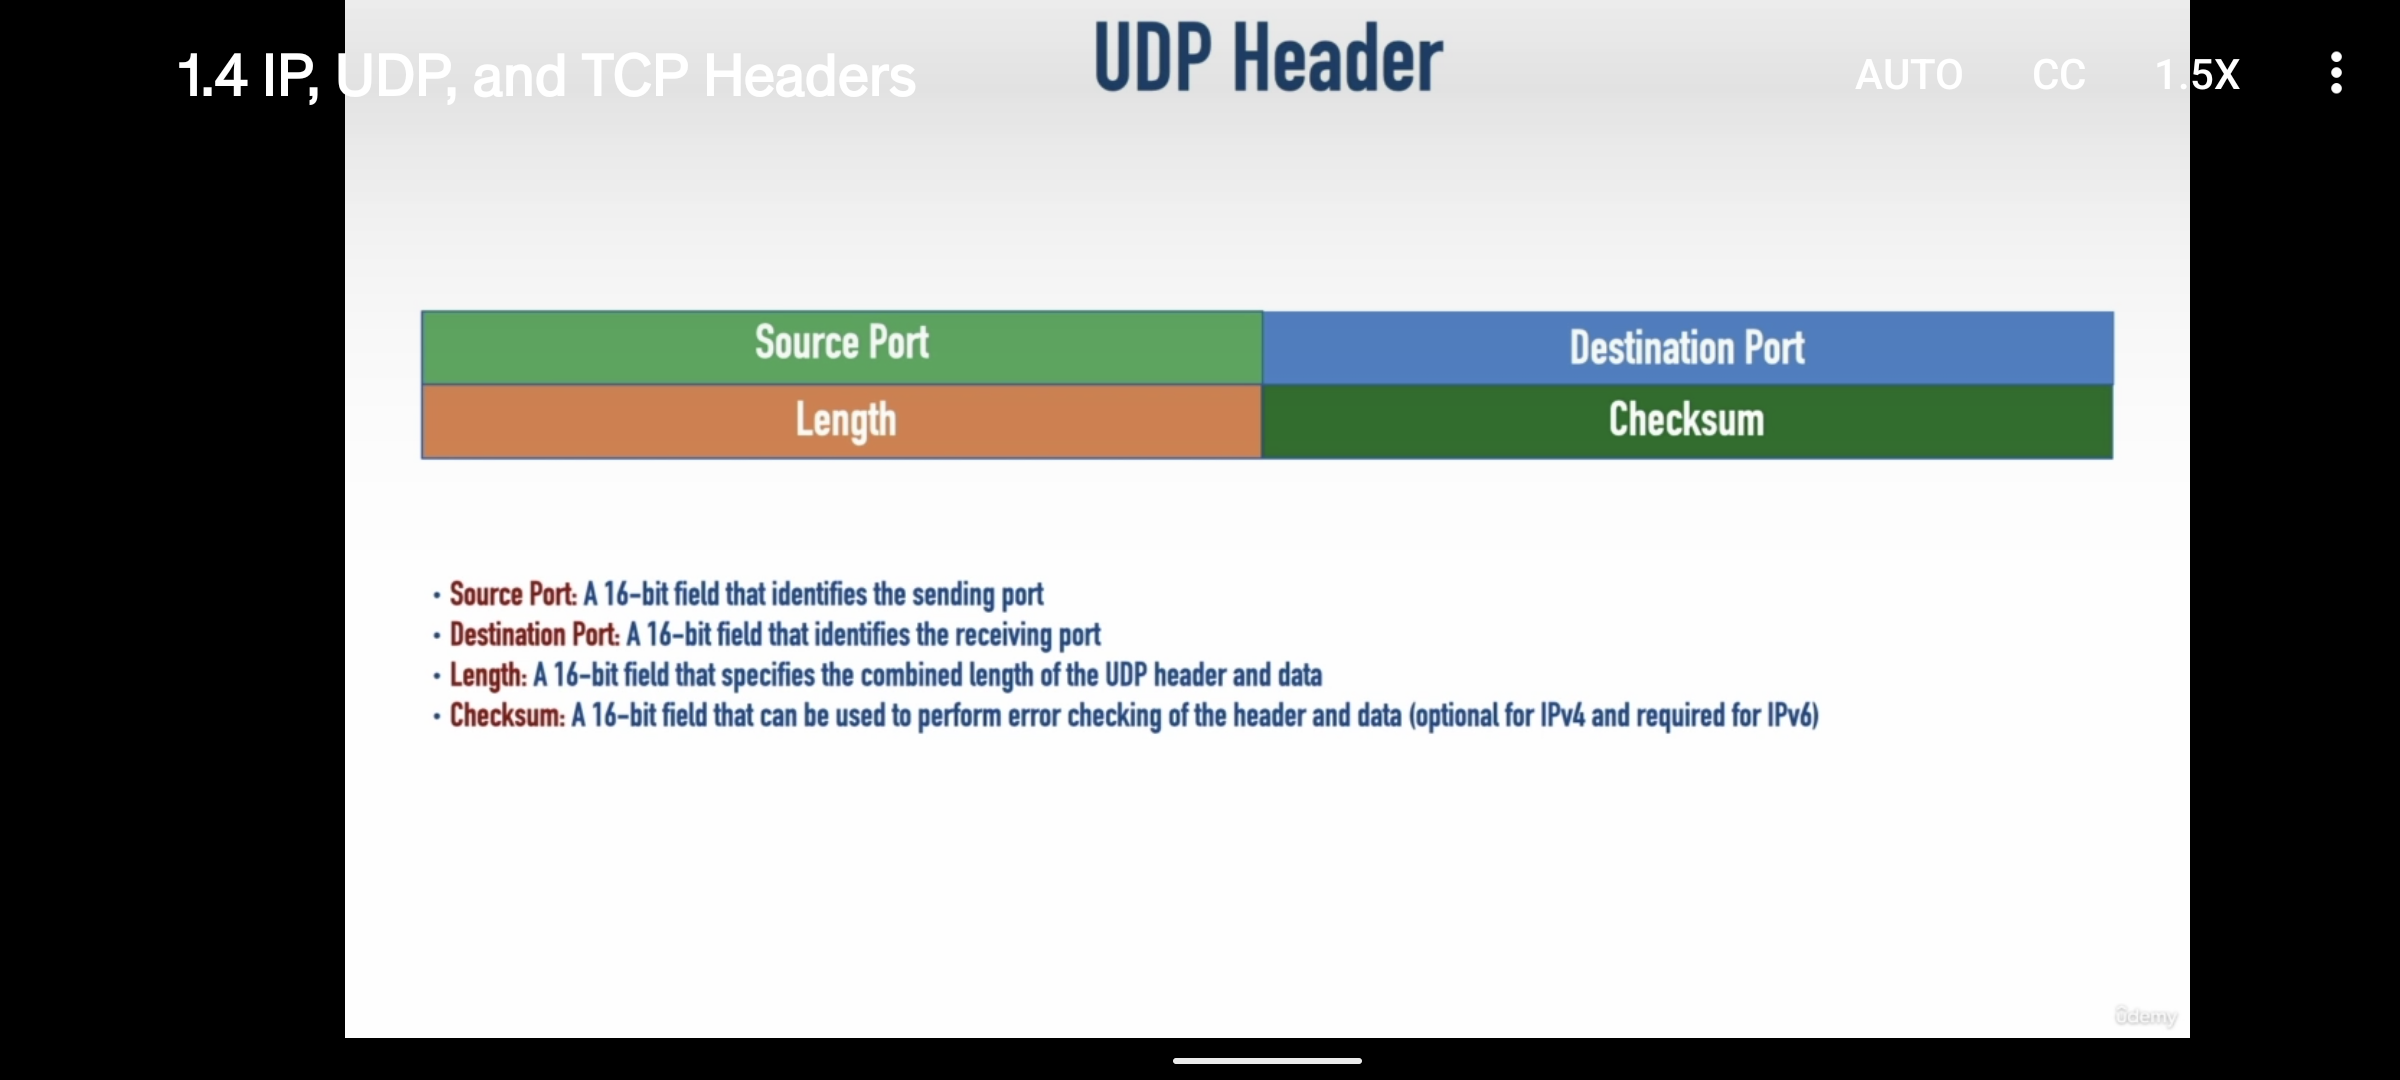 1.4 IP, UDP, and TCP Headers
UDP Header
AUTO CC 1.5X
Source Port Destination Port
Length Checksum
• Source Port: A 16-bit field that identifies the sending port
• Destination Port: A 16-bit field that identifies the receiving port
• Length: A 16-bit field that specifies the combined length of the UDP header and data
• Checksum: A 16-bit field that can be used to perform error checking of the header and data (optional for IPv4 and required for IPv6)
ûdemy